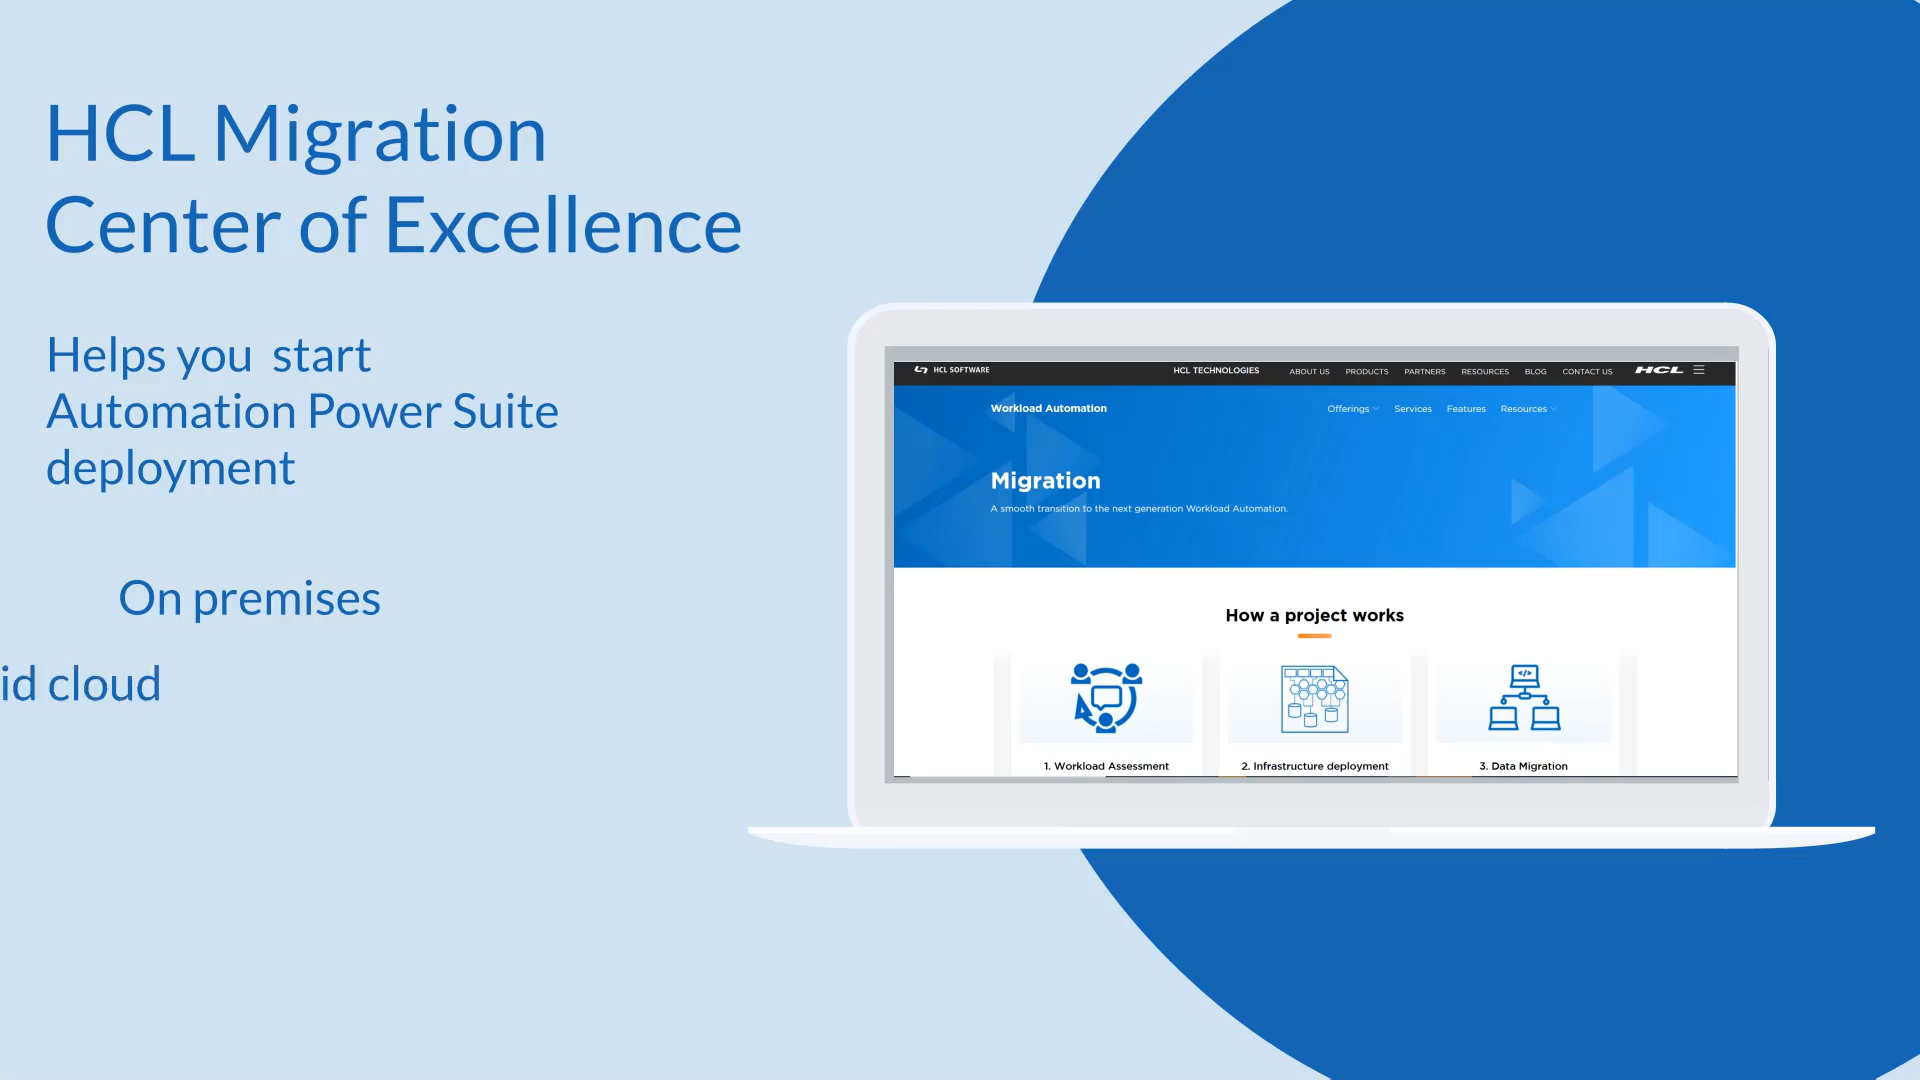 HCL Migration
Center of Excellence
Helps you start
Automation Power Suite
deployment
On premises
id cloud
HCL SOFTWARE
HCL TECHNOLOGIES
ABOUT US
PRODUCTS
PARTNERS
RESOURCES
BLOG
CONTACT US
HCL
Workload Automation
Offerings
Services
Features
Resources
Migration
A smooth transition to the next generation Workload Automation.
How a project works
</>
1. Workload Assessment
2. Infrastructure deployment
3. Data Migration